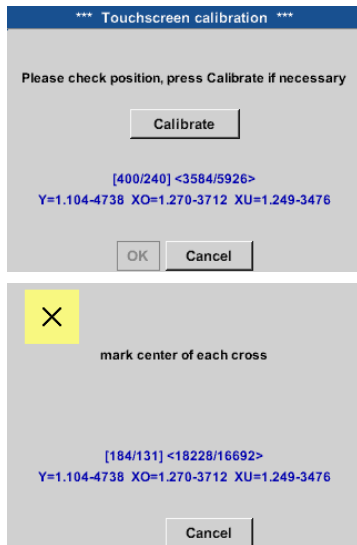 *** Touchscreen calibration ***
Please check position, press Calibrate if necessary
Calibrate
[400/240] <3584/5926>
Y=1.104-4738 XO=1.270-3712 XU=1.249-3476
OK Cancel
mark center of each cross
[184/131] <18228/16692>
Y=1.104-4738 XO=1.270-3712 XU=1.249-3476
Cancel